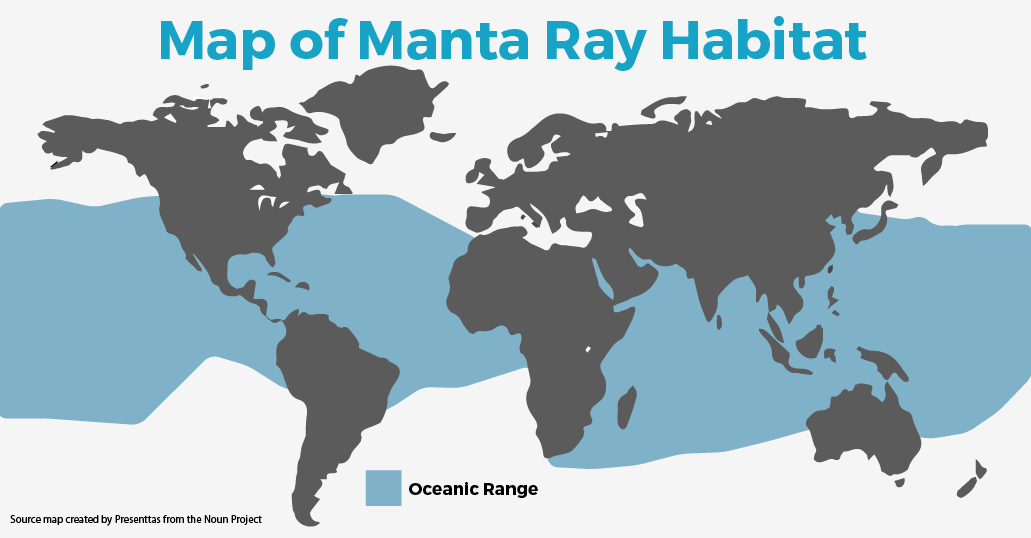 Map of Manta Ray Habitat
Oceanic Range
Source map created by Presenttas from the Noun Project